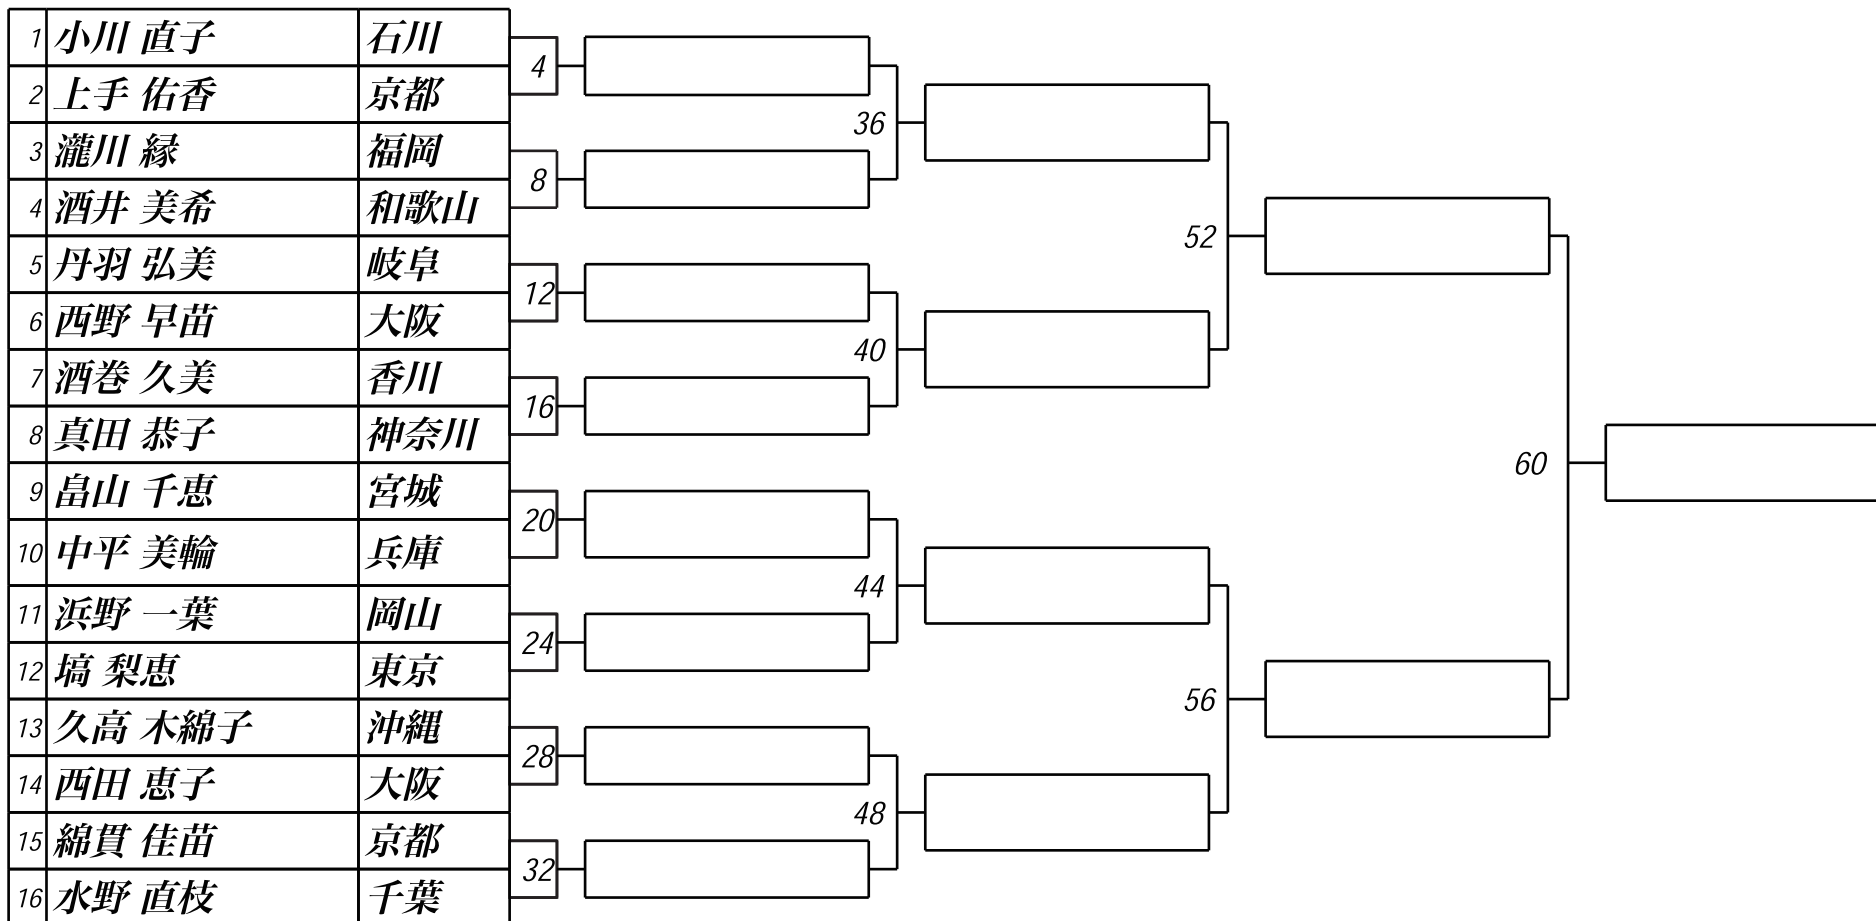 1 小川 直子 石川
2 上手 佑香 京都
3 瀧川 縁 福岡
4 酒井 美希 和歌山
5 丹羽 弘美 岐阜
6 西野 早苗 大阪
7 酒巻 久美 香川
8 真田 恭子 神奈川
9 畠山 千恵 宮城
10 中平 美輪 兵庫
11 浜野 一葉 岡山
12 塙 梨恵 東京
13 久高 木綿子 沖縄
14 西田 恵子 大阪
15 綿貫 佳苗 京都
16 水野 直枝 千葉
4
8
12
16
20
24
28
32
36
40
44
48
52
56
60